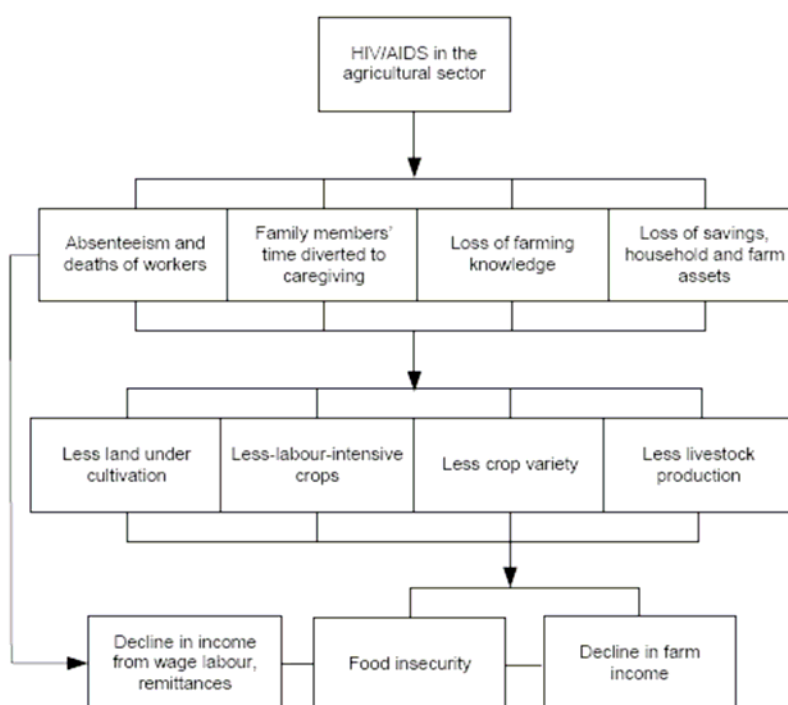 HIV/AIDS in the
agricultural sector
Absenteeism and
deaths of workers
Family members'
time diverted to
caregiving
Loss of farming
knowledge
Loss of savings,
household and farm
assets
Less land under
cultivation
Less-labour-intensive
crops
Less crop variety
Less livestock
production
Decline in income
from wage labour,
remittances
Food insecurity
Decline in farm
income